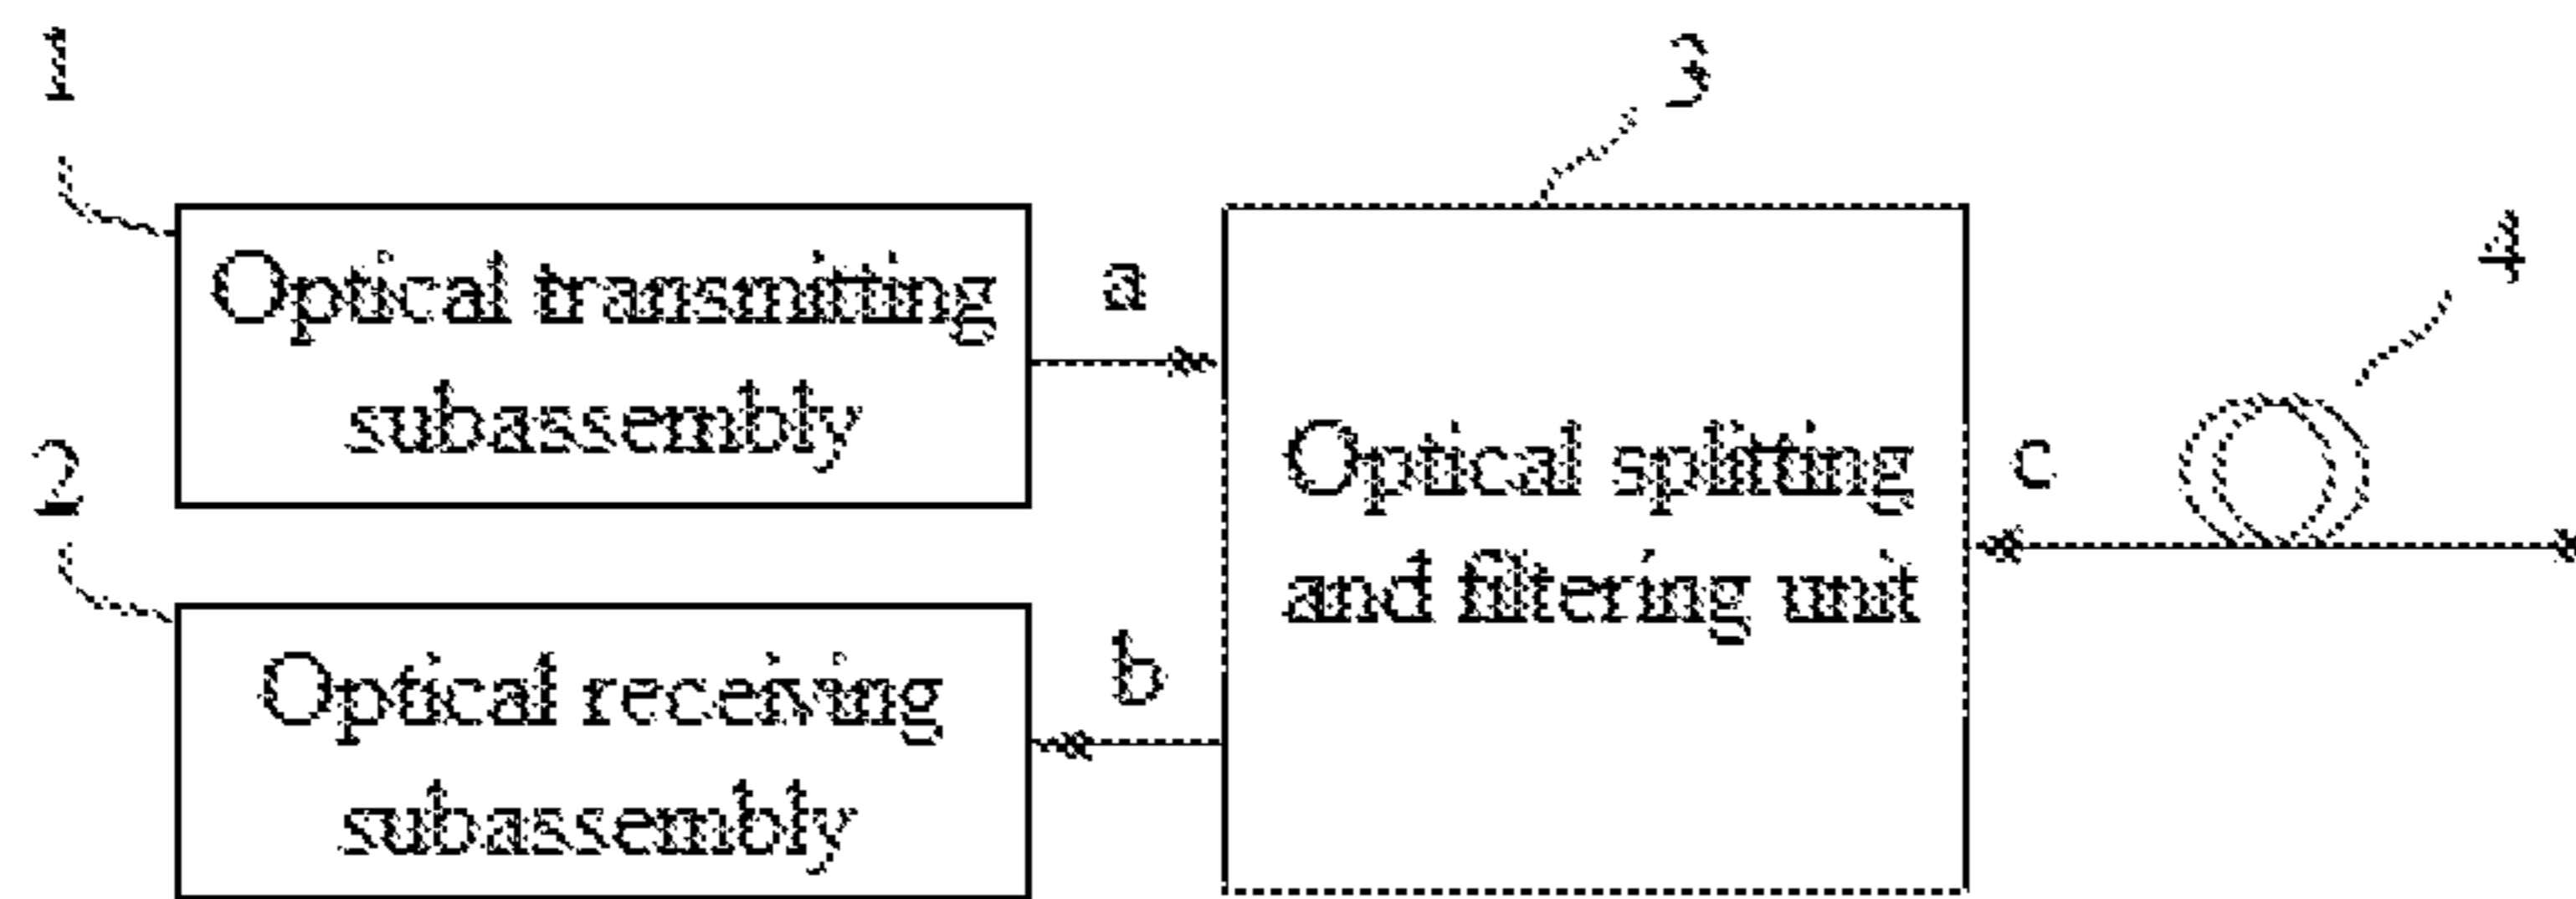 1
3
4
Optical transmitting
subassembly
a
2
Optical splitting
and filtering unit
c
b
Optical receiving
subassembly